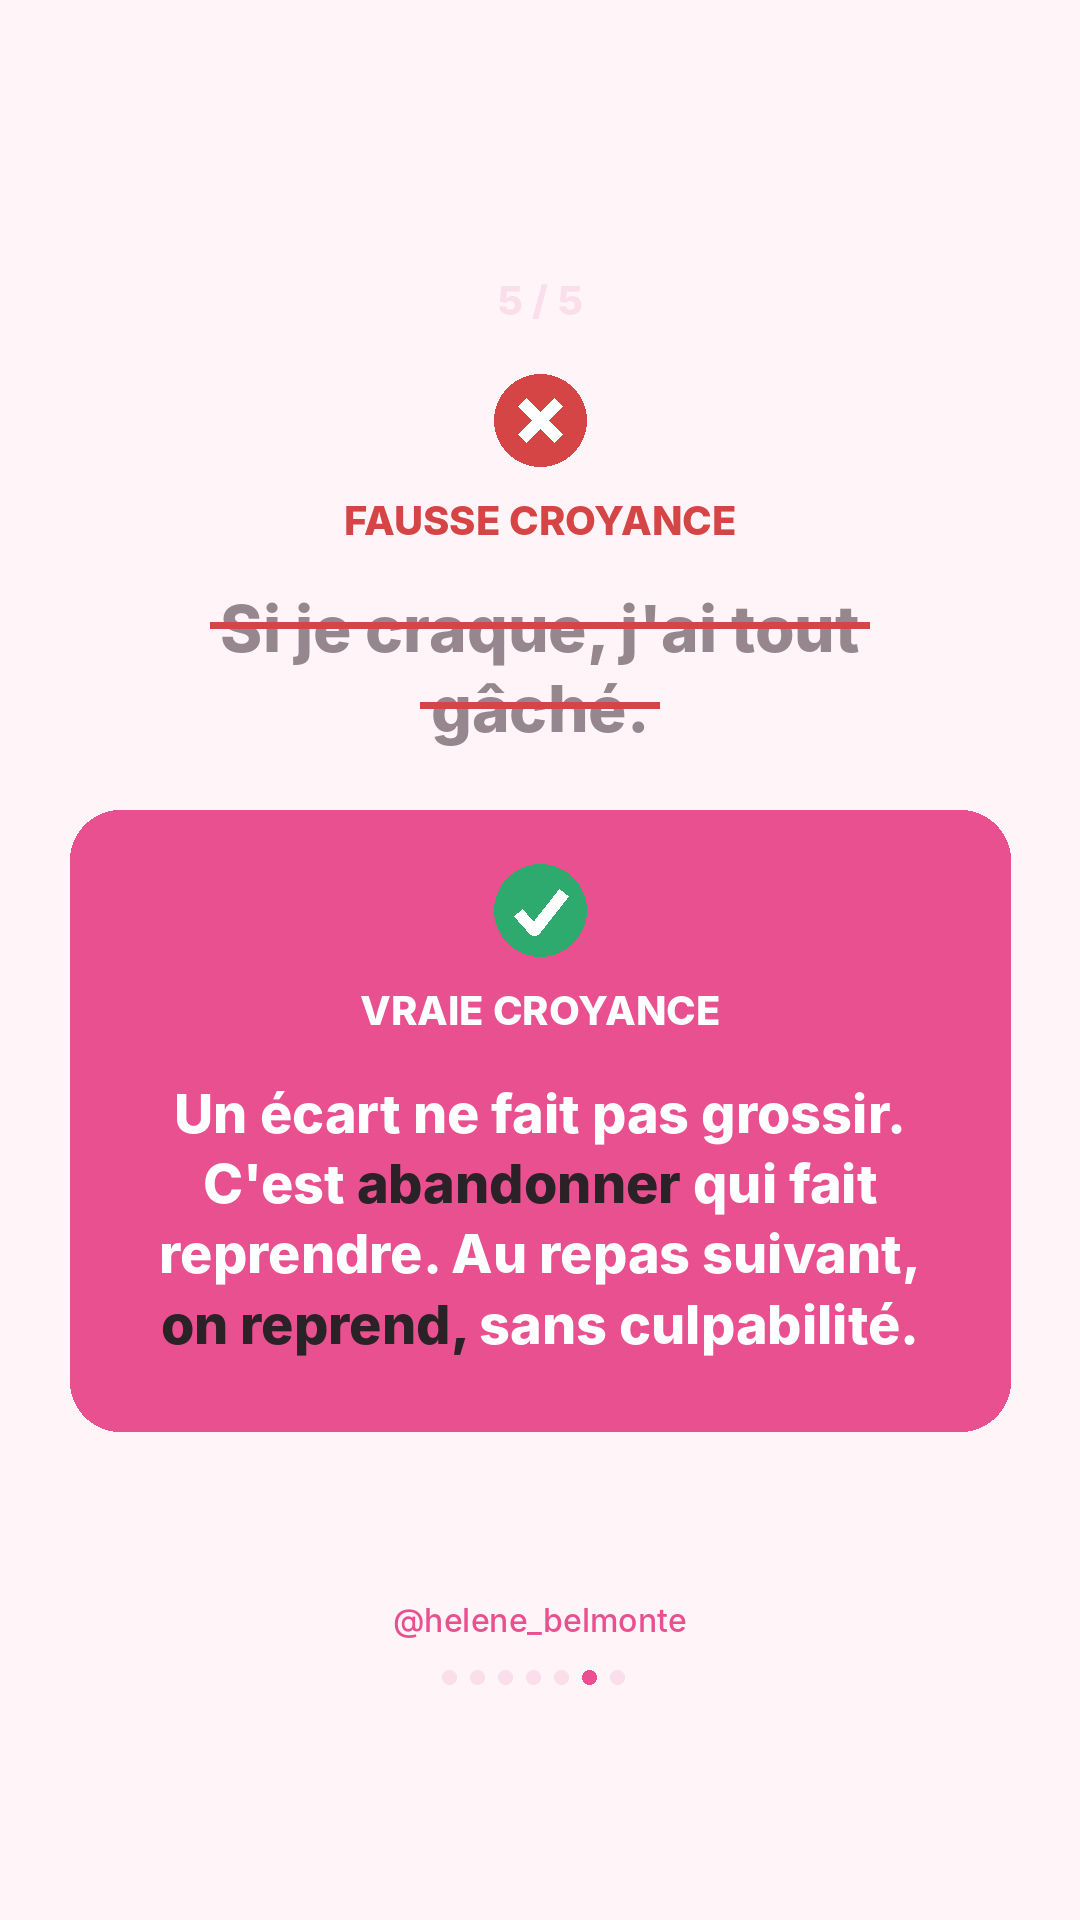 5 / 5
FAUSSE CROYANCE
Si je craque, j'ai tout
gâché.
VRAIE CROYANCE
Un écart ne fait pas grossir.
C'est abandonner qui fait
reprendre. Au repas suivant,
on reprend, sans culpabilité.
@helene_belmonte